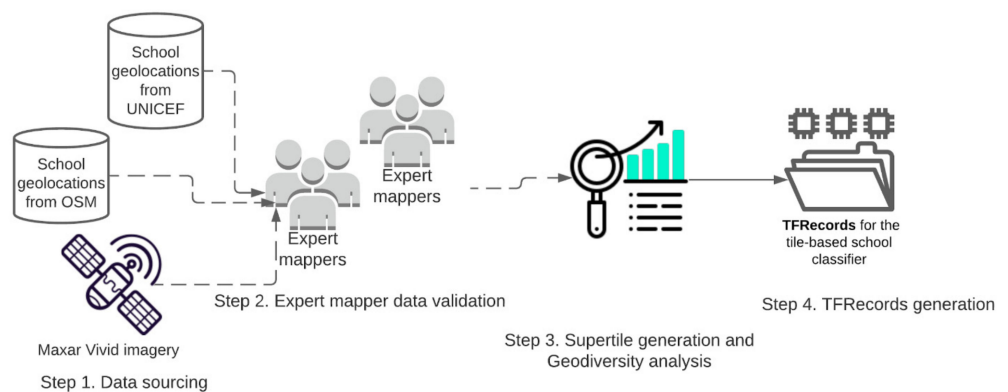 School
geolocations
from
UNICEF
School
geolocations
from OSM
Maxar Vivid imagery
Step 1. Data sourcing
Expert
mappers
Expert
mappers
Step 2. Expert mapper data validation
Step 3. Supertile generation and
Geodiversity analysis
TFRecords for the
tile-based school
classifier
Step 4. TFRecords generation